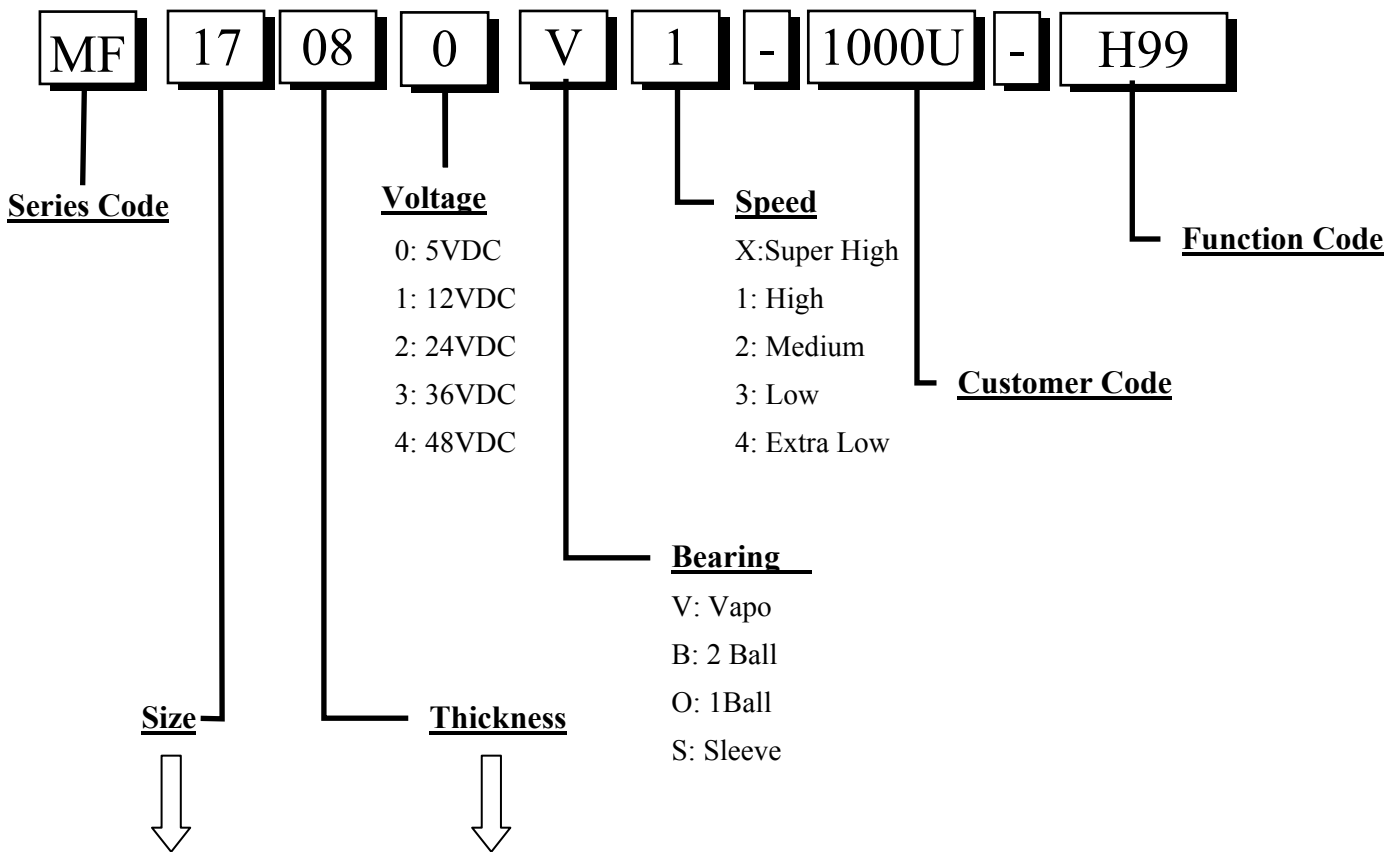 MF 17 08 0 V 1 - 1000U - H99
Series Code
Voltage
0: 5VDC
1: 12VDC
2: 24VDC
3: 36VDC
4: 48VDC
Speed
X:Super High
1: High
2: Medium
3: Low
4: Extra Low
Function Code
Customer Code
Bearing
V: Vapo
B: 2 Ball
O: 1Ball
S: Sleeve
Size
Thickness